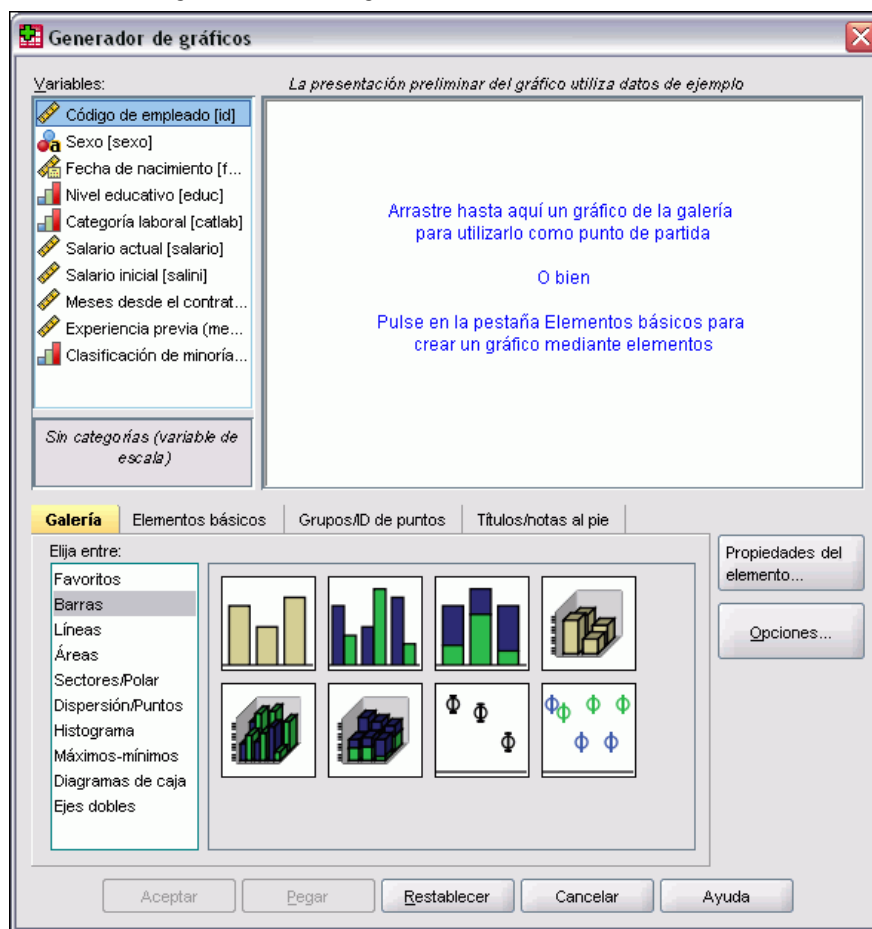 Generador de gráficos
Variables:
La presentación preliminar del gráfico utiliza datos de ejemplo
Código de empleado [id]
Sexo [sexo]
Fecha de nacimiento [f...
Nivel educativo [educ]
Categoría laboral [catlab]
Salario actual [salario]
Salario inicial [salini]
Meses desde el contrat...
Experiencia previa (me...
Clasificación de minoría...
Sin categorías (variable de
escala)
Arrastre hasta aquí un gráfico de la galería
para utilizarlo como punto de partida
O bien
Pulse en la pestaña Elementos básicos para
crear un gráfico mediante elementos
Galería
Elementos básicos
Grupos/ID de puntos
Títulos/notas al pie
Elija entre:
Favoritos
Barras
Líneas
Áreas
Sectores/Polar
Dispersión/Puntos
Histograma
Máximos-mínimos
Diagramas de caja
Ejes dobles
Propiedades del
elemento...
Opciones...
Aceptar
Pegar
Restablecer
Cancelar
Ayuda